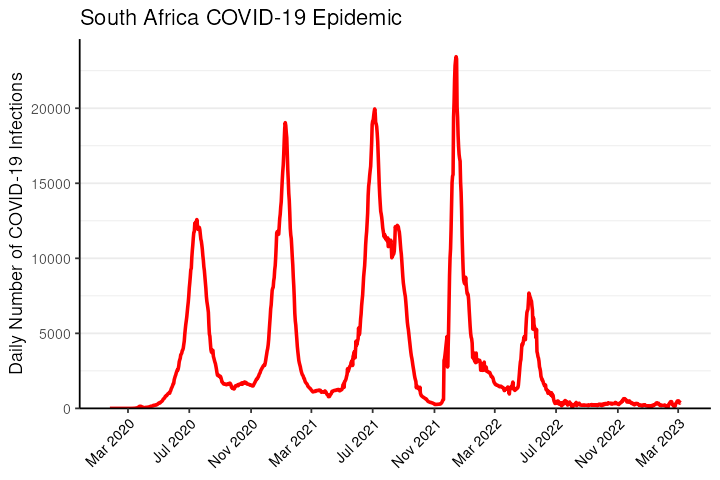 South Africa COVID-19 Epidemic
Daily Number of COVID-19 Infections
20000
15000
10000
5000
0
Mar 2020
Jul 2020
Nov 2020
Mar 2021
Jul 2021
Nov 2021
Mar 2022
Jul 2022
Nov 2022
Mar 2023